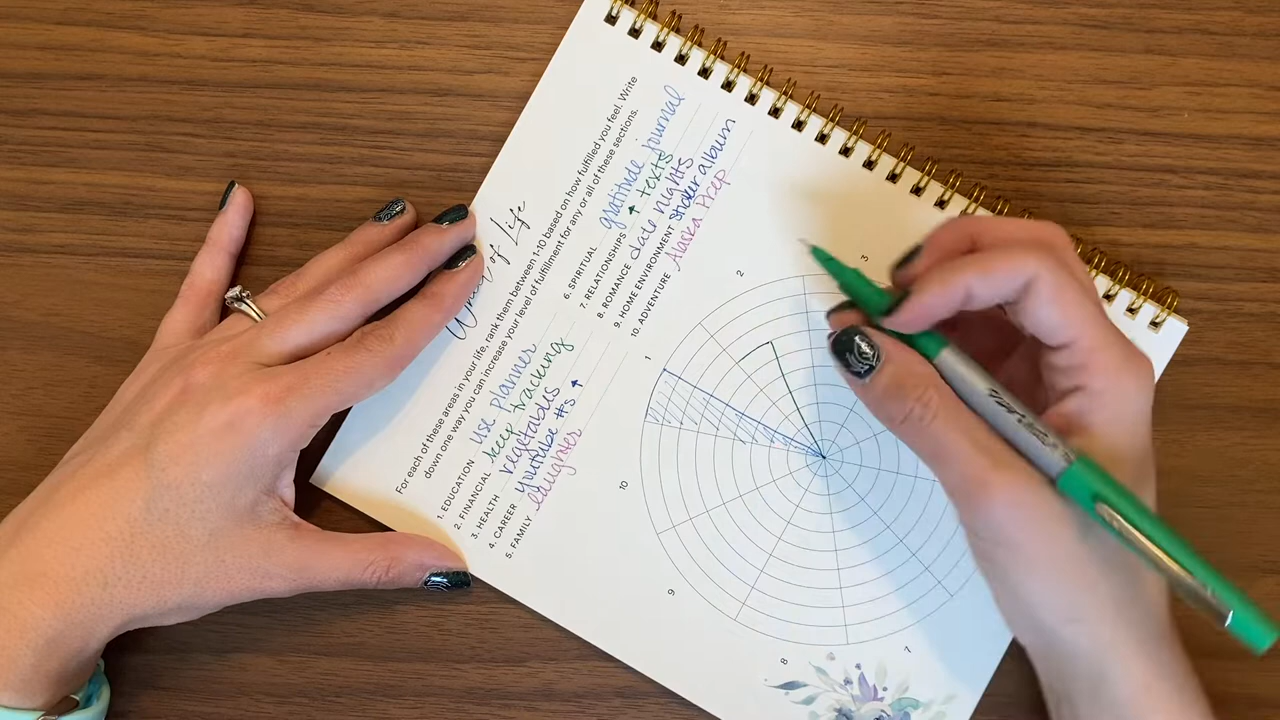 Wheel of Life
For each of these areas in your life, rank them between 1-10 based on how fulfilled you feel. Write
down one way you can increase your level of fulfillment for any or all of these sections.
1. EDUCATION use planner
2. FINANCIAL keep tracking
3. HEALTH vegetables
4. CAREER youtube #s ↑
5. FAMILY laughter
6. SPIRITUAL gratitude journal
7. RELATIONSHIPS ↑ texts
8. ROMANCE date nights
9. HOME ENVIRONMENT sticker album
10. ADVENTURE Alaska Prep
1
2
3
7
8
9
10